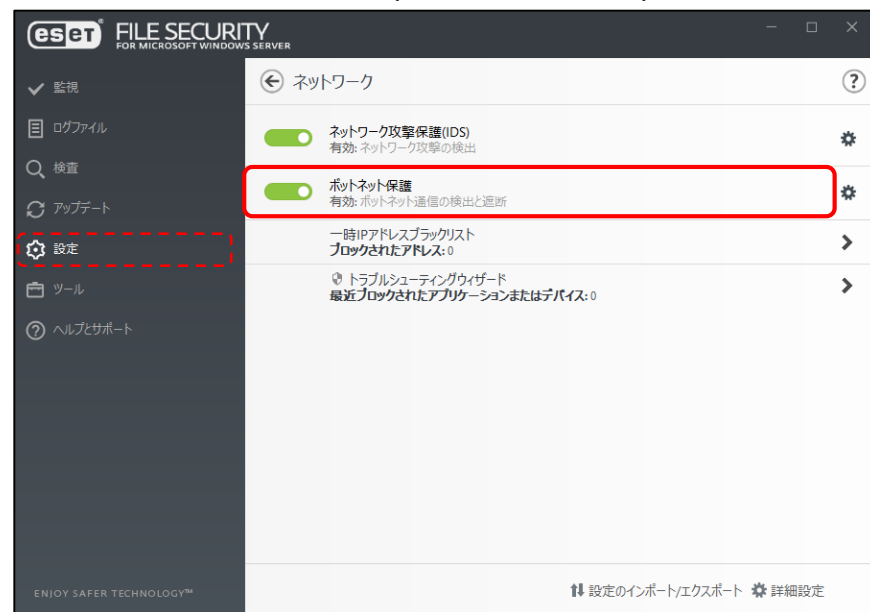 eset FILE SECURITY
FOR MICROSOFT WINDOWS SERVER
監視
ログファイル
検査
アップデート
設定
ツール
ヘルプとサポート
ENJOY SAFER TECHNOLOGY™
ネットワーク
?
ネットワーク攻撃保護(IDS)
有効: ネットワーク攻撃の検出
ボットネット保護
有効: ボットネット通信の検出と遮断
一時IPアドレスブラックリスト
ブロックされたアドレス: 0
トラブルシューティングウィザード
最近ブロックされたアプリケーションまたはデバイス: 0
設定のインポート/エクスポート 詳細設定